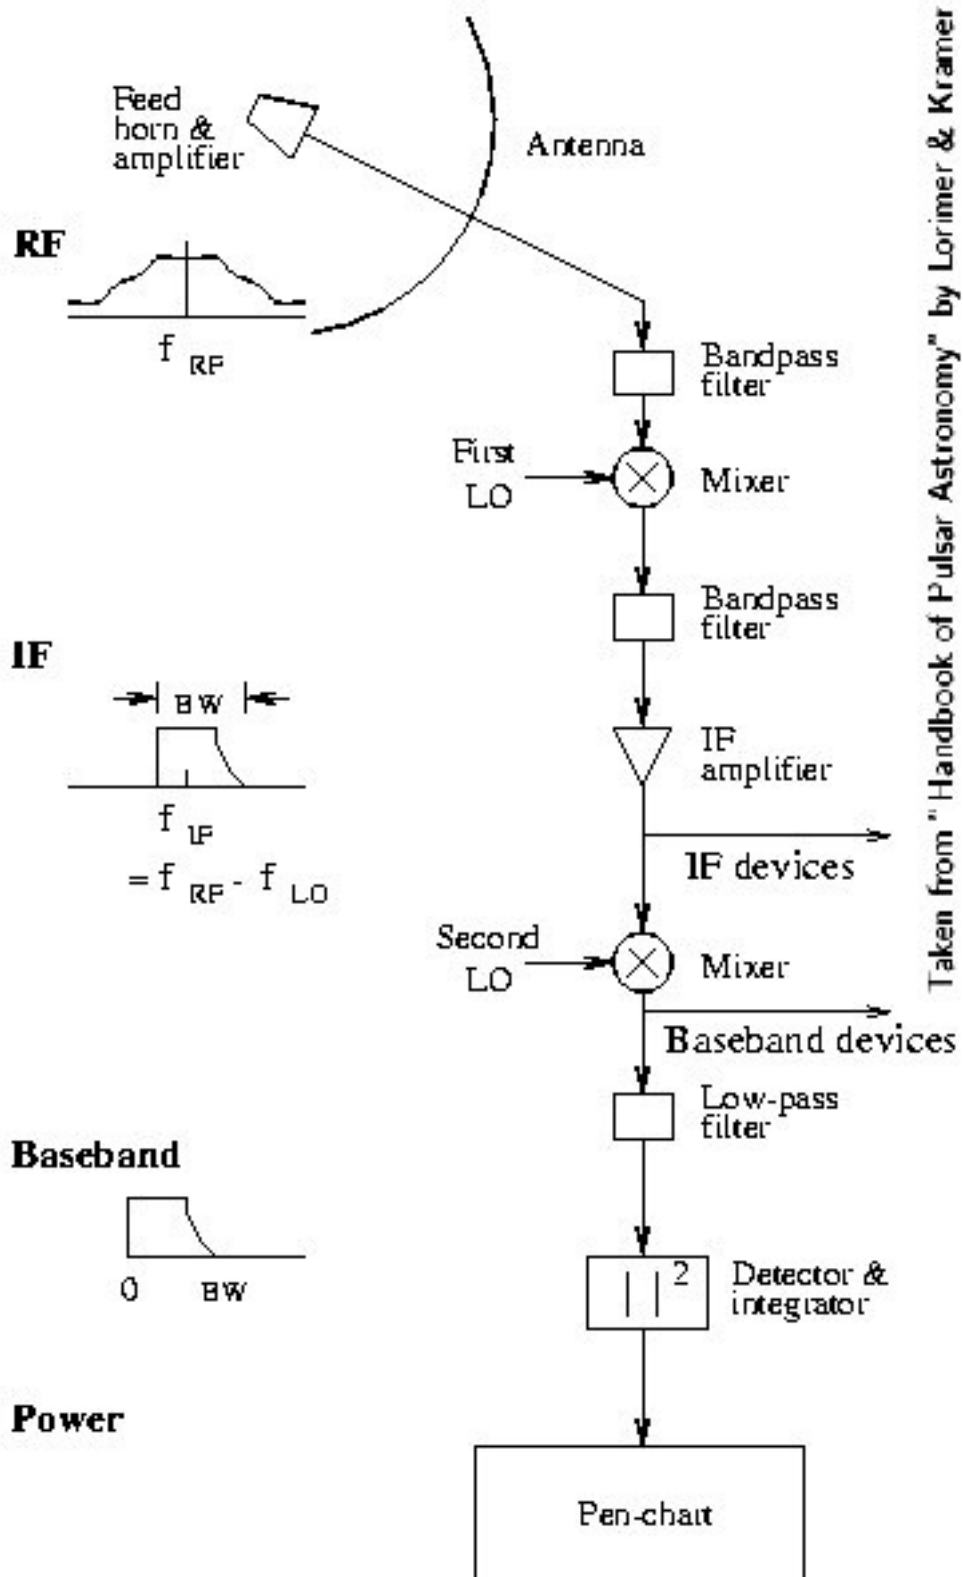 Feed
horn &
amplifier
Antenna
RF
f RF
Bandpass
filter
First
LO
Mixer
Bandpass
filter
IF
BW
f IF
= f RF - f LO
IF
amplifier
IF devices
Second
LO
Mixer
Baseband devices
Low-pass
filter
Baseband
0 BW
| | 2
Detector &
integrator
Power
Pen-chart
Taken from "Handbook of Pulsar Astronomy" by Lorimer & Kramer